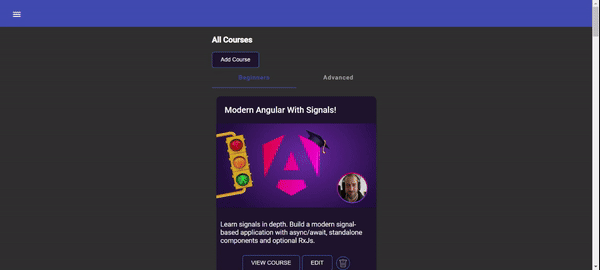 All Courses
Add Course
Beginners Advanced
Modern Angular With Signals!
Learn signals in depth. Build a modern signal-
based application with async/await, standalone
components and optional RxJs.
VIEW COURSE EDIT